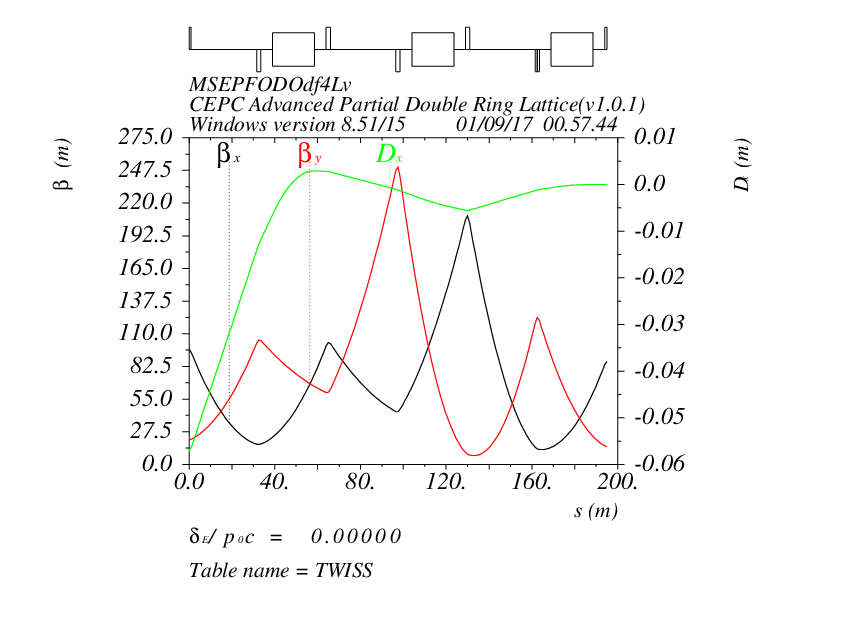 MSEPFODOdf4Lv
CEPC Advanced Partial Double Ring Lattice(v1.0.1)
Windows version 8.51/15 01/09/17 00.57.44
β (m)
275.0
247.5
220.0
192.5
165.0
137.5
110.0
82.5
55.0
27.5
0.0
βx βy Dx
0.01
0.0
-0.01
-0.02
-0.03
-0.04
-0.05
-0.06
Dx (m)
0.0 40. 80. 120. 160. 200.
s (m)
δE/ p0c = 0.00000
Table name = TWISS